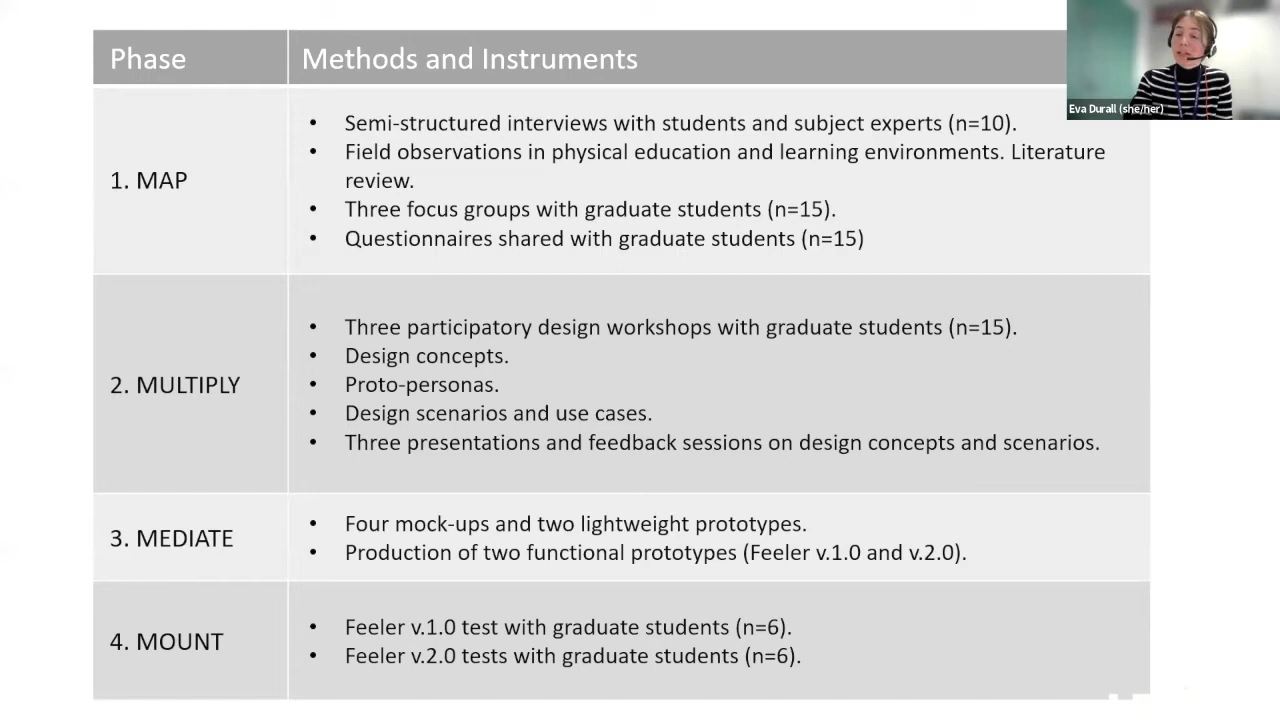 Phase
Methods and Instruments
Eva Durall (she/her)
1. MAP
• Semi-structured interviews with students and subject experts (n=10).
• Field observations in physical education and learning environments. Literature
review.
• Three focus groups with graduate students (n=15).
• Questionnaires shared with graduate students (n=15)
2. MULTIPLY
• Three participatory design workshops with graduate students (n=15).
• Design concepts.
• Proto-personas.
• Design scenarios and use cases.
• Three presentations and feedback sessions on design concepts and scenarios.
3. MEDIATE
• Four mock-ups and two lightweight prototypes.
• Production of two functional prototypes (Feeler v.1.0 and v.2.0).
4. MOUNT
• Feeler v.1.0 test with graduate students (n=6).
• Feeler v.2.0 tests with graduate students (n=6).